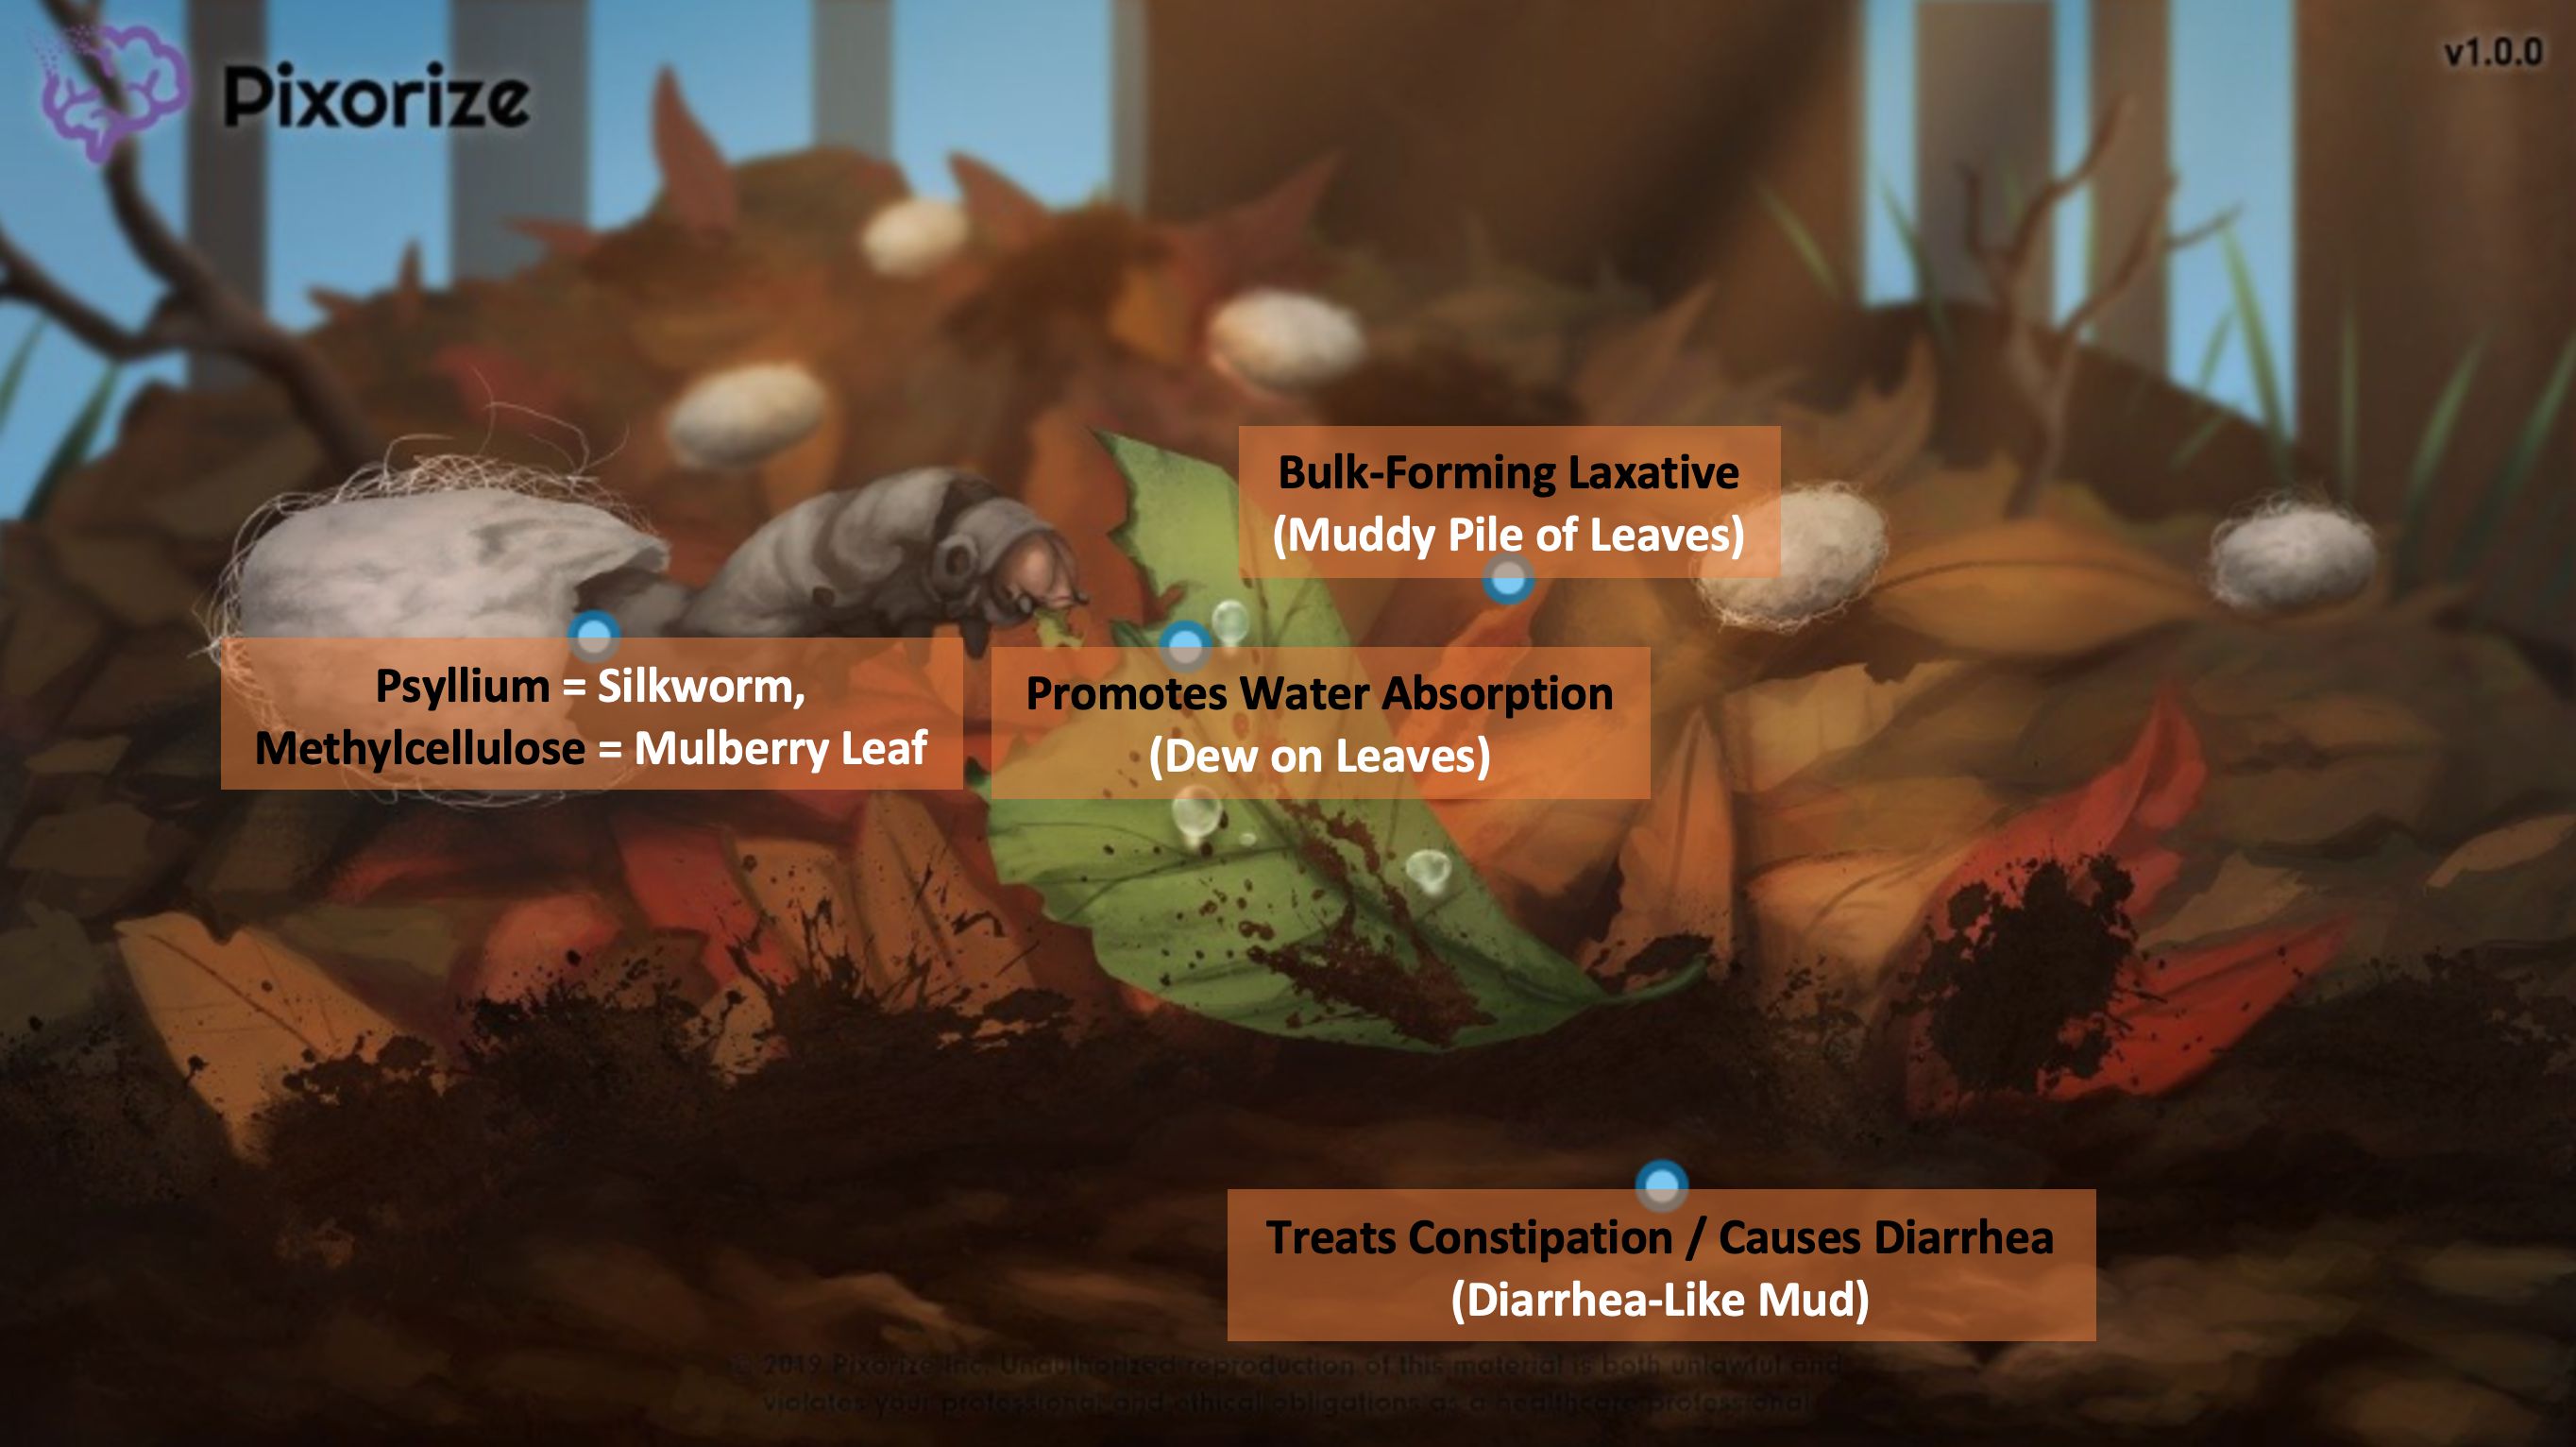 Pixorize
v1.0.0
Bulk-Forming Laxative
(Muddy Pile of Leaves)
Psyllium = Silkworm,
Methylcellulose = Mulberry Leaf
Promotes Water Absorption
(Dew on Leaves)
Treats Constipation / Causes Diarrhea
(Diarrhea-Like Mud)
© 2019 Pixorize Inc. Unauthorized reproduction of this material is both unlawful and
violates your professional and ethical obligations as a healthcare professional.